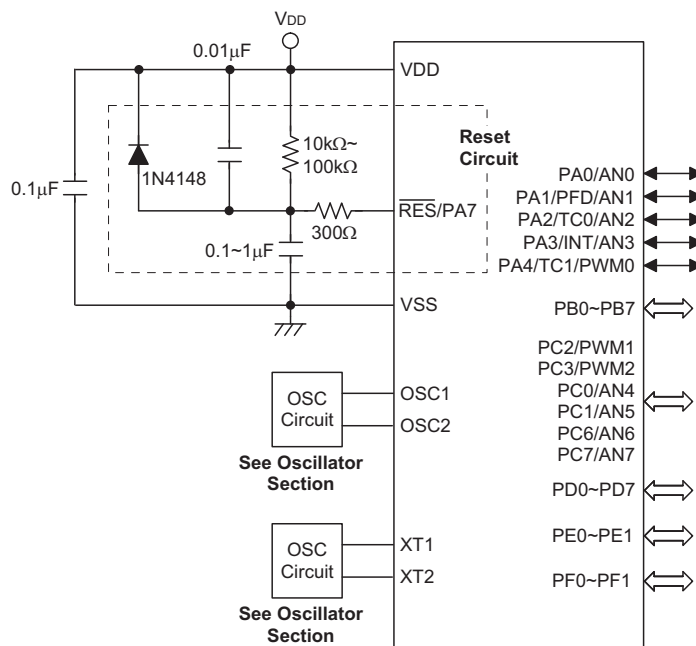 VDD
0.01μF
VDD
Reset
Circuit
10kΩ~
100kΩ
1N4148
0.1μF
RES/PA7
300Ω
0.1~1μF
VSS
PA0/AN0
PA1/PFD/AN1
PA2/TC0/AN2
PA3/INT/AN3
PA4/TC1/PWM0
PB0~PB7
PC2/PWM1
PC3/PWM2
PC0/AN4
PC1/AN5
PC6/AN6
PC7/AN7
PD0~PD7
PE0~PE1
PF0~PF1
OSC
Circuit
OSC1
OSC2
See Oscillator
Section
OSC
Circuit
XT1
XT2
See Oscillator
Section